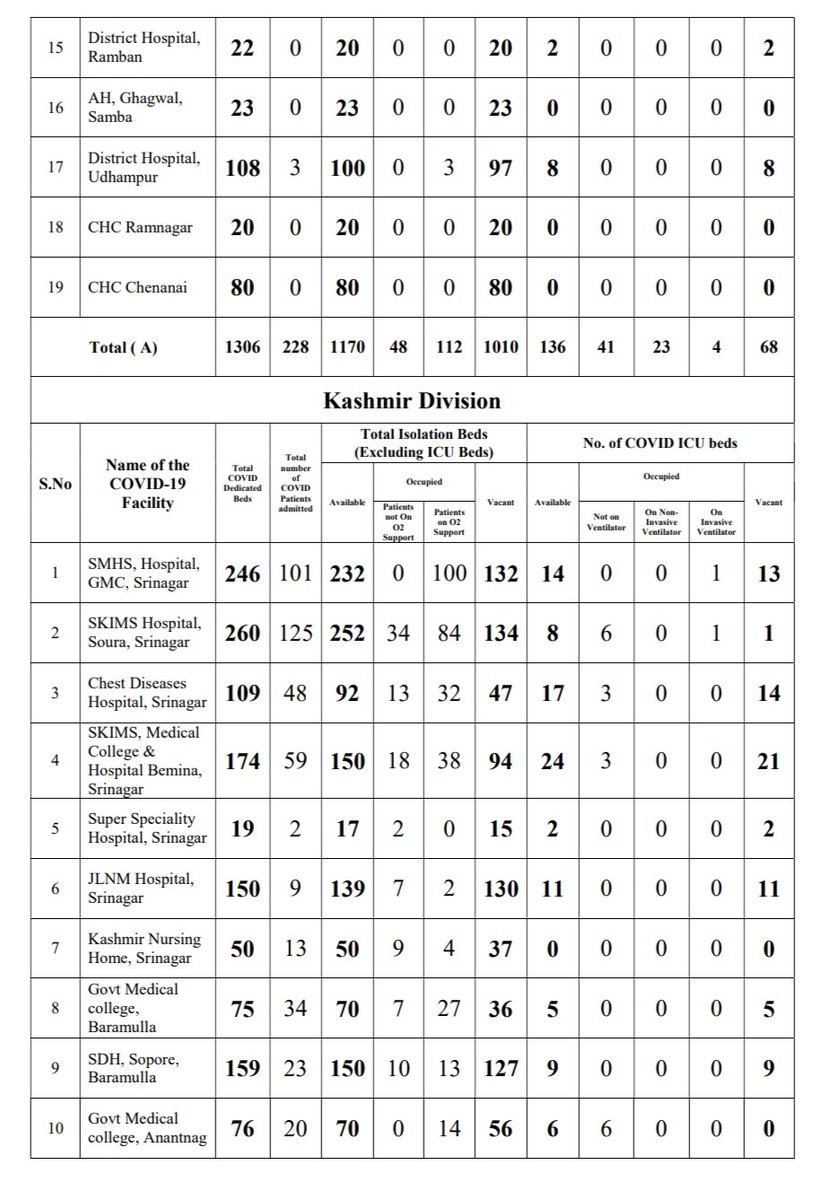 15 District Hospital, Ramban 22 0 20 0 0 20 2 0 0 0 2
16 AH, Ghagwal, Samba 23 0 23 0 0 23 0 0 0 0 0
17 District Hospital, Udhampur 108 3 100 0 3 97 8 0 0 0 8
18 CHC Ramnagar 20 0 20 0 0 20 0 0 0 0 0
19 CHC Chenanai 80 0 80 0 0 80 0 0 0 0 0
Total ( A) 1306 228 1170 48 112 1010 136 41 23 4 68
Kashmir Division
S.No
Name of the COVID-19 Facility
Total COVID Dedicated Beds
Total number of COVID Patients admitted
Total Isolation Beds (Excluding ICU Beds)
Available
Occupied
Patients not On O2 Support
Patients on O2 Support
Vacant
No. of COVID ICU beds
Available
Occupied
Not on Ventilator
On Non-Invasive Ventilator
On Invasive Ventilator
Vacant
1 SMHS, Hospital, GMC, Srinagar 246 101 232 0 100 132 14 0 0 1 13
2 SKIMS Hospital, Soura, Srinagar 260 125 252 34 84 134 8 6 0 1 1
3 Chest Diseases Hospital, Srinagar 109 48 92 13 32 47 17 3 0 0 14
4 SKIMS, Medical College & Hospital Bemina, Srinagar 174 59 150 18 38 94 24 3 0 0 21
5 Super Speciality Hospital, Srinagar 19 2 17 2 0 15 2 0 0 0 2
6 JLNM Hospital, Srinagar 150 9 139 7 2 130 11 0 0 0 11
7 Kashmir Nursing Home, Srinagar 50 13 50 9 4 37 0 0 0 0 0
8 Govt Medical college, Baramulla 75 34 70 7 27 36 5 0 0 0 5
9 SDH, Sopore, Baramulla 159 23 150 10 13 127 9 0 0 0 9
10 Govt Medical college, Anantnag 76 20 70 0 14 56 6 6 0 0 0